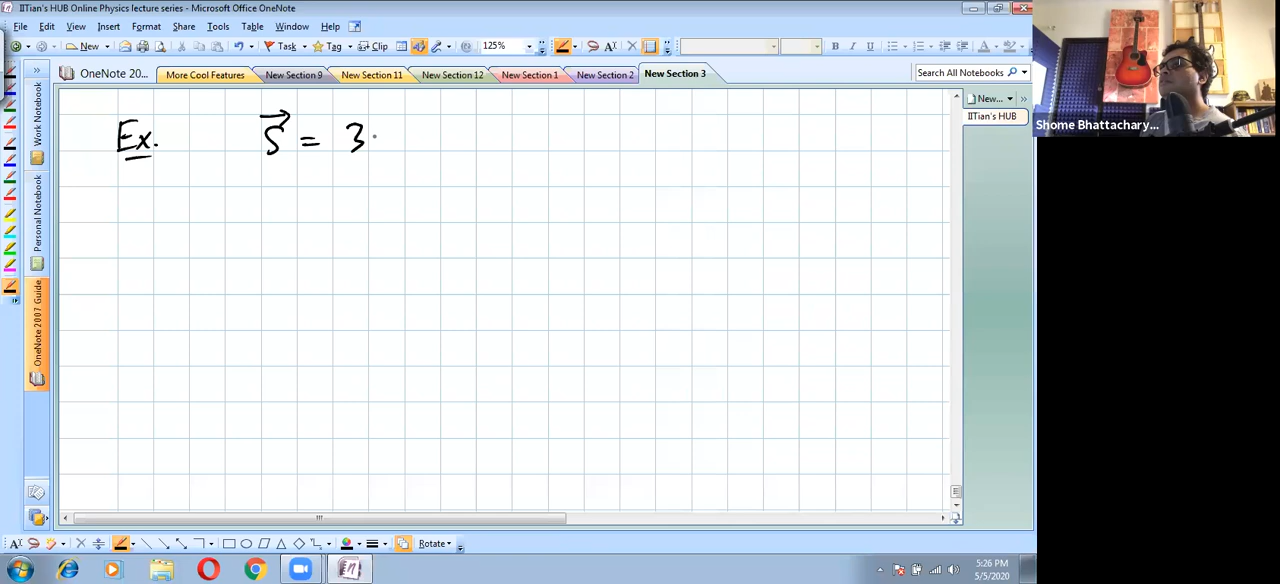 IITian's HUB Online Physics lecture series - Microsoft Office OneNote
File Edit View Insert Format Share Tools Table Window Help
New Task Tag Clip 125% B I U
OneNote 20... More Cool Features New Section 9 New Section 11 New Section 12 New Section 1 New Section 2 New Section 3 Search All Notebooks
New...
IITian's HUB
Work Notebook
Personal Notebook
OneNote 2007 Guide
Ex. S⃗ = 3
Shome Bhattachary...
Rotate
5:26 PM
5/5/2020